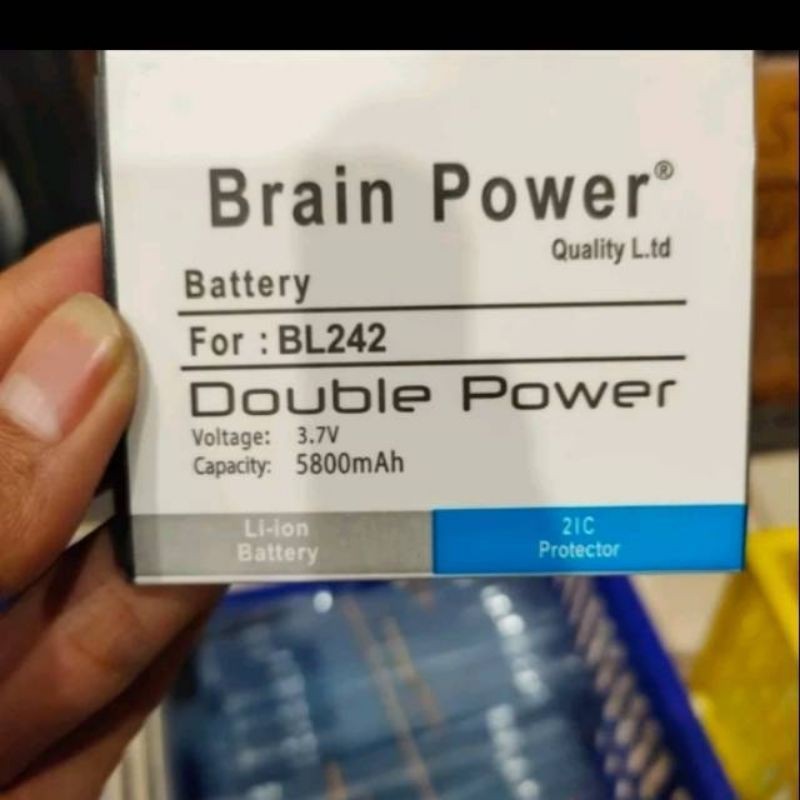 Brain Power®
Quality L.td
Battery
For : BL242
Double Power
Voltage: 3.7V
Capacity: 5800mAh
Li-ion
Battery
2IC
Protector